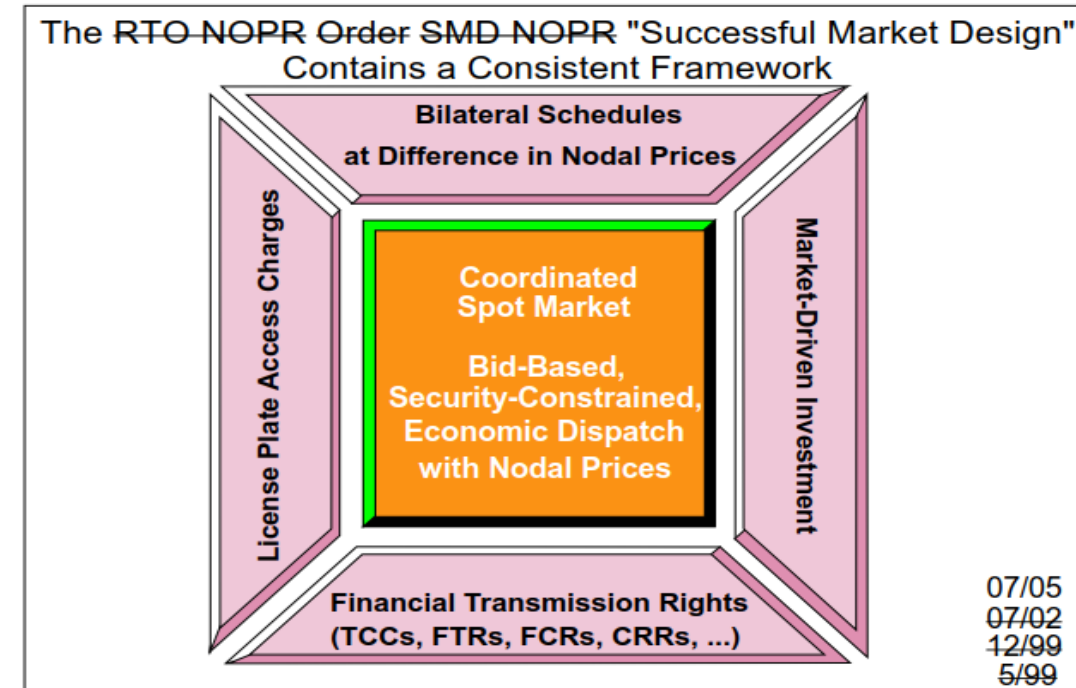 The RTO NOPR Order SMD NOPR "Successful Market Design"
Contains a Consistent Framework
Bilateral Schedules
at Difference in Nodal Prices
License Plate Access Charges
Coordinated
Spot Market
Bid-Based,
Security-Constrained,
Economic Dispatch
with Nodal Prices
Market-Driven Investment
Financial Transmission Rights
(TCCs, FTRs, FCRs, CRRs, ...)
07/05
07/02
12/99
5/99